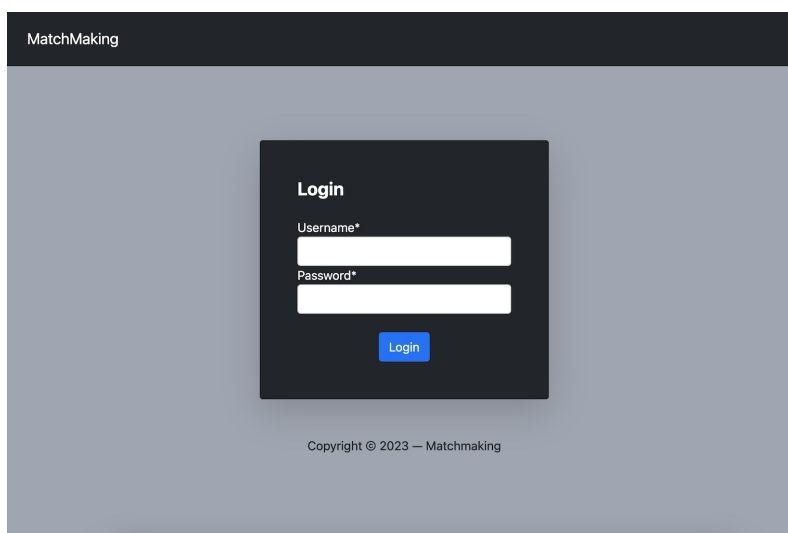 MatchMaking
Login
Username*
Password*
Login
Copyright © 2023 — Matchmaking